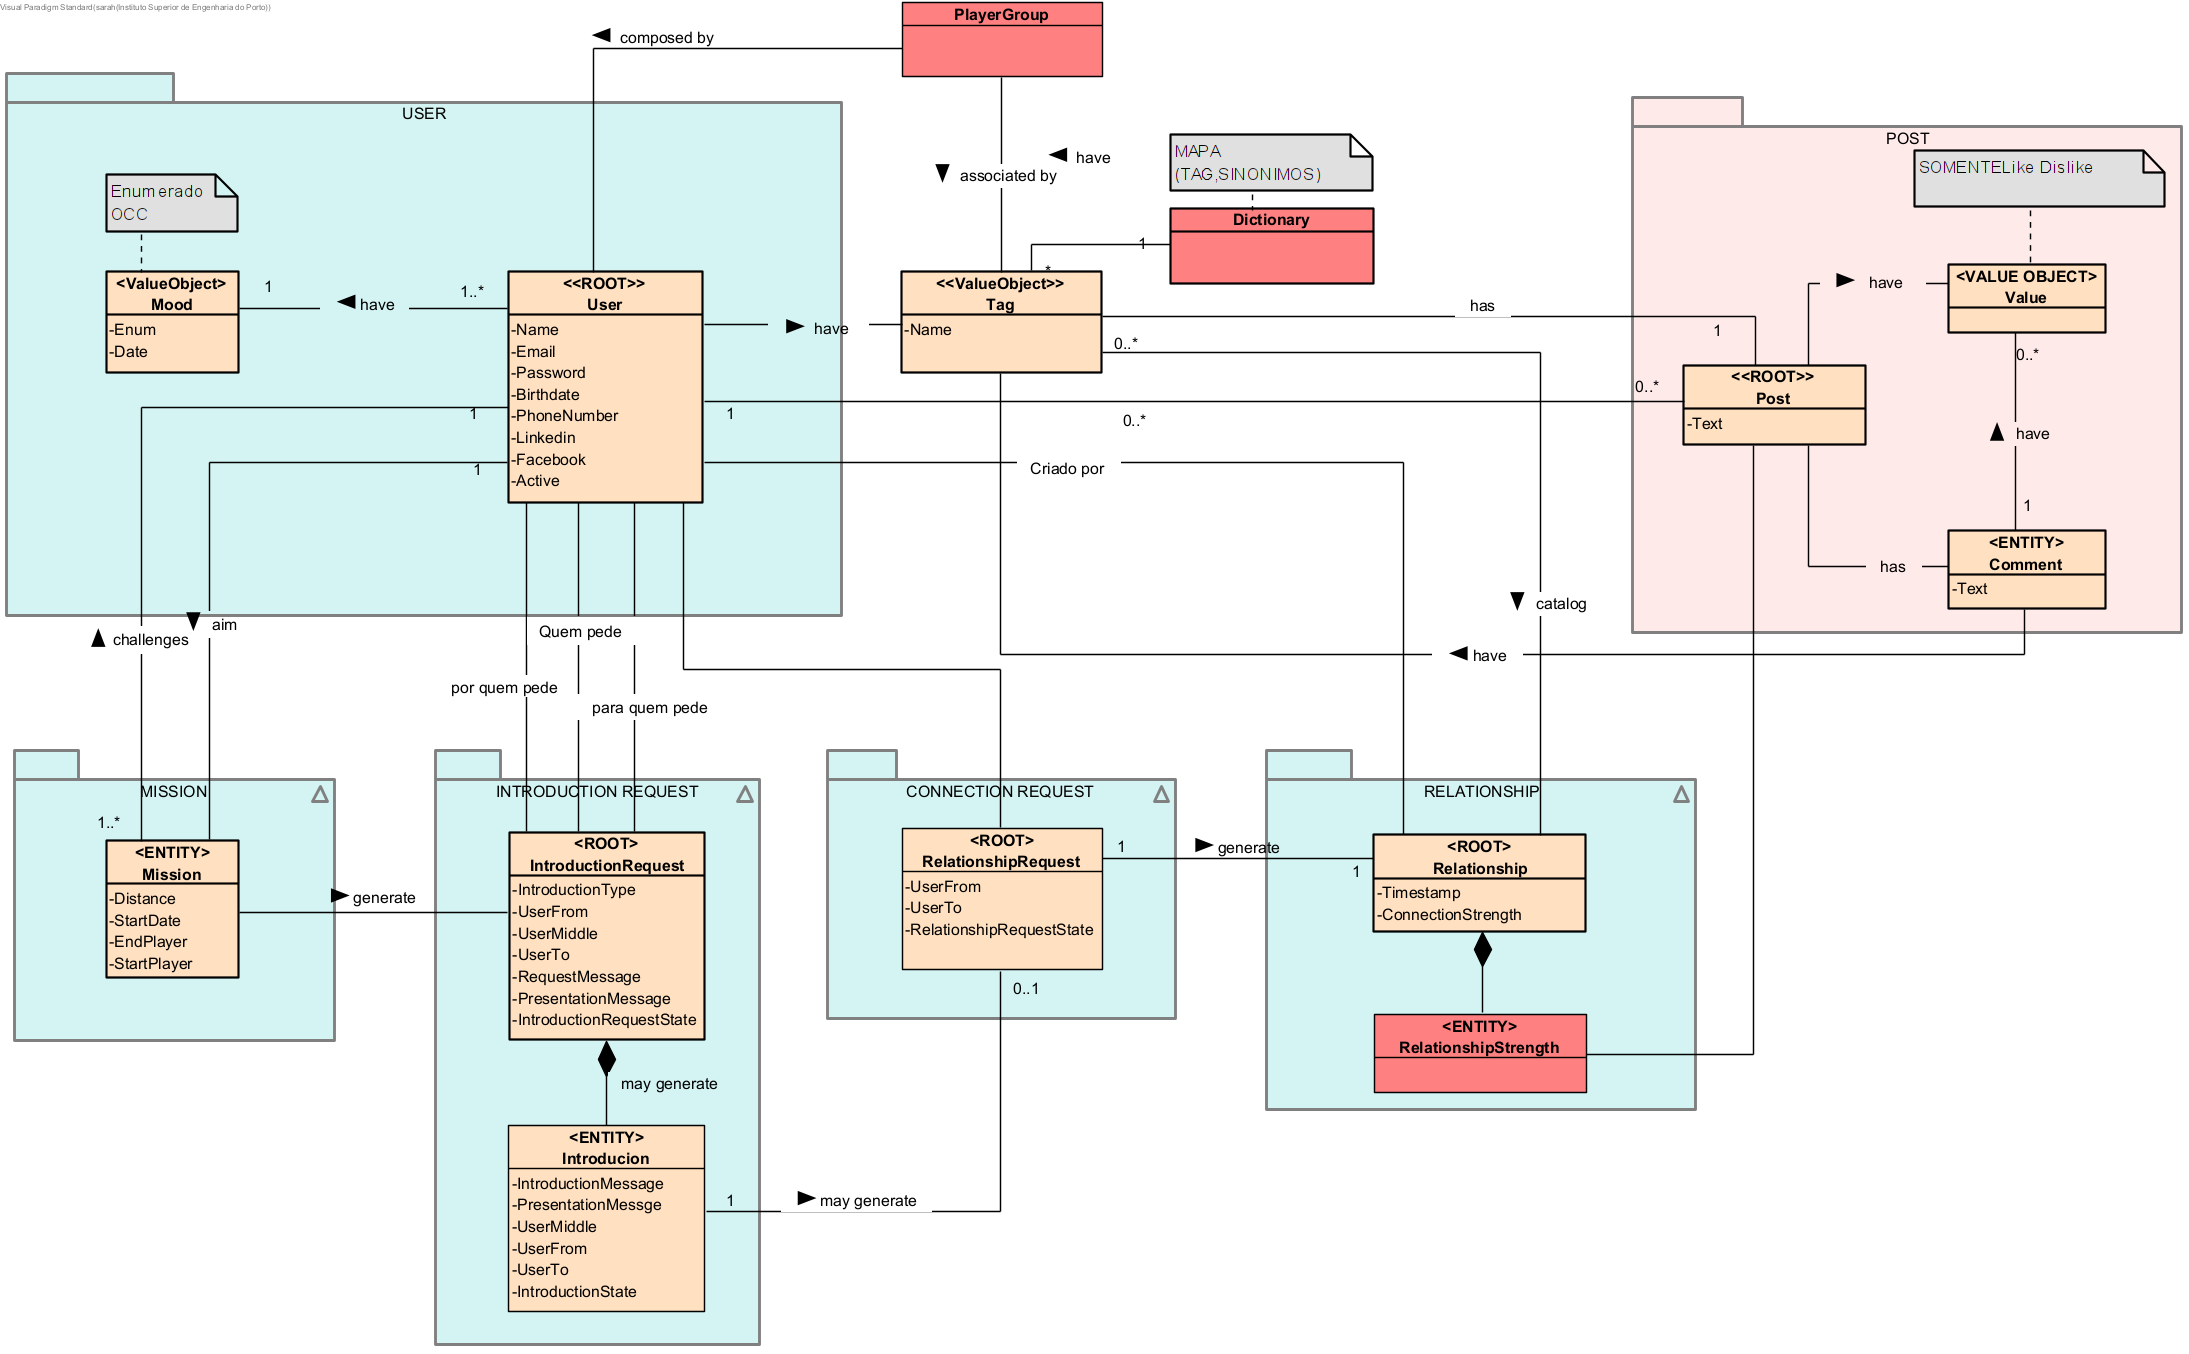 Visual Paradigm Standard(sarah(Instituto Superior de Engenharia do Porto))
PlayerGroup
composed by
USER
POST
have
associated by
MAPA
(TAG,SINONIMOS)
Dictionary
1
*
SOMENTELike Dislike
Enumerado
OCC
<ValueObject>
Mood
-Enum
-Date
1
have
1..*
<<ROOT>>
User
-Name
-Email
-Password
-Birthdate
-PhoneNumber
-Linkedin
-Facebook
-Active
have
<<ValueObject>>
Tag
-Name
has
1
0..*
0..*
1
0..*
have
<VALUE OBJECT>
Value
0..*
<<ROOT>>
Post
-Text
have
1
has
<ENTITY>
Comment
-Text
1
1
Criado por
catalog
have
challenges
aim
Quem pede
por quem pede
para quem pede
MISSION
1..*
<ENTITY>
Mission
-Distance
-StartDate
-EndPlayer
-StartPlayer
generate
INTRODUCTION REQUEST
<ROOT>
IntroductionRequest
-IntroductionType
-UserFrom
-UserMiddle
-UserTo
-RequestMessage
-PresentationMessage
-IntroductionRequestState
may generate
<ENTITY>
Introducion
-IntroductionMessage
-PresentationMessge
-UserMiddle
-UserFrom
-UserTo
-IntroductionState
1
may generate
CONNECTION REQUEST
<ROOT>
RelationshipRequest
-UserFrom
-UserTo
-RelationshipRequestState
0..1
1
generate
1
RELATIONSHIP
<ROOT>
Relationship
-Timestamp
-ConnectionStrength
<ENTITY>
RelationshipStrength